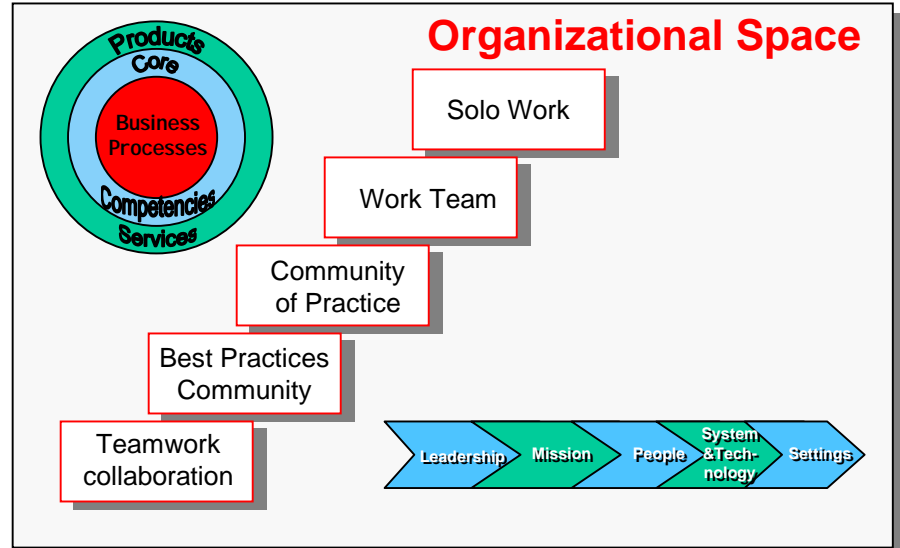 Organizational Space
Products
Core
Business
Processes
Competencies
Services
Solo Work
Work Team
Community
of Practice
Best Practices
Community
Teamwork
collaboration
Leadership
Mission
People
System
&Tech-
nology
Settings